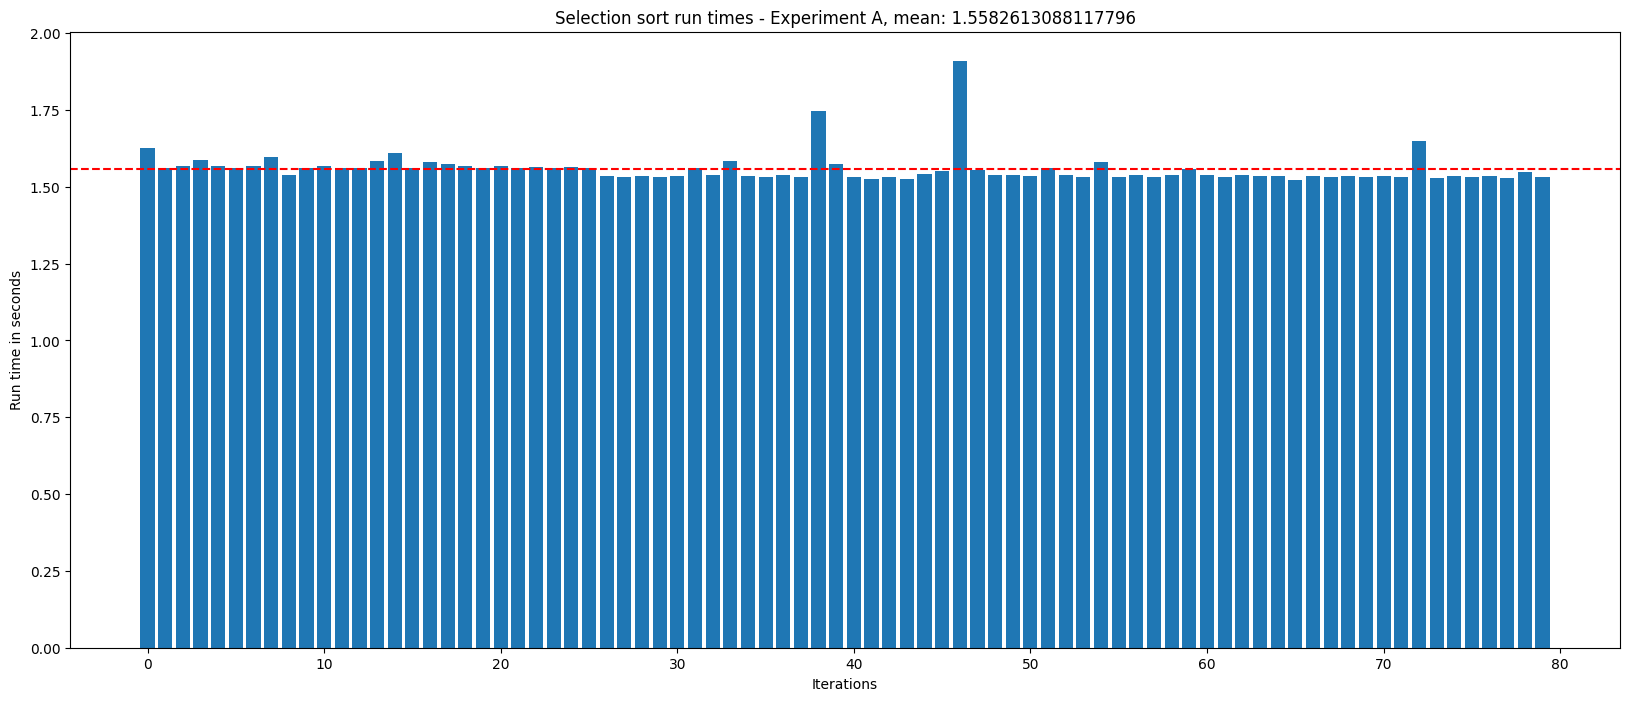 Selection sort run times - Experiment A, mean: 1.5582613088117796
2.00
1.75
1.50
1.25
1.00
0.75
0.50
0.25
0.00
Run time in seconds
0 10 20 30 40 50 60 70 80
Iterations